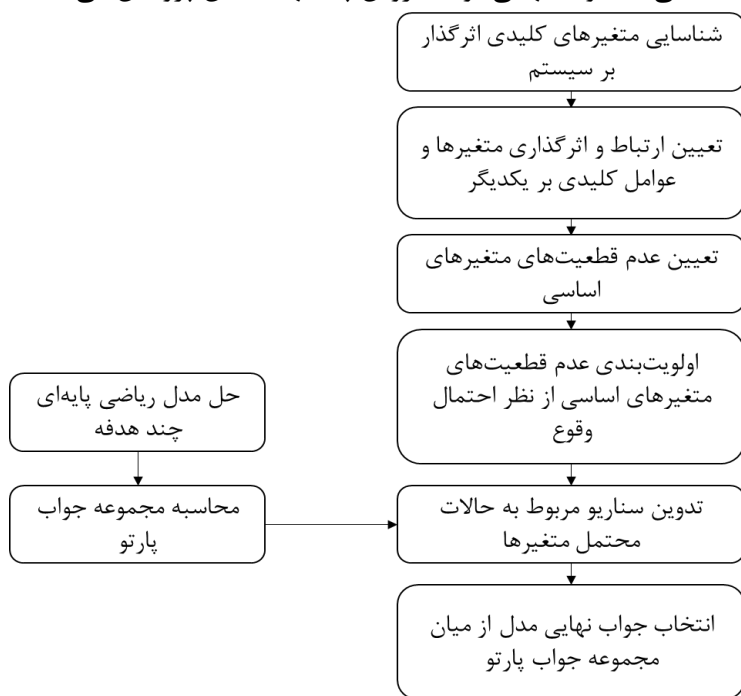 شناسایی متغیرهای کلیدی اثرگذار
بر سیستم
تعیین ارتباط و اثرگذاری متغیرها و
عوامل کلیدی بر یکدیگر
تعیین عدم قطعیت‌های متغیرهای
اساسی
اولویت‌بندی عدم قطعیت‌های
متغیرهای اساسی از نظر احتمال
وقوع
حل مدل ریاضی پایه‌ای
چند هدفه
محاسبه مجموعه جواب
پارتو
تدوین سناریو مربوط به حالات
محتمل متغیرها
انتخاب جواب نهایی مدل از میان
مجموعه جواب پارتو